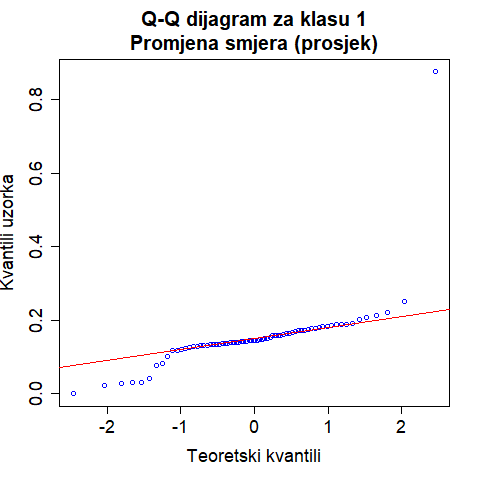 Q-Q dijagram za klasu 1
Promjena smjera (prosjek)
Kvantili uzorka
0.8
0.6
0.4
0.2
0.0
-2 -1 0 1 2
Teoretski kvantili